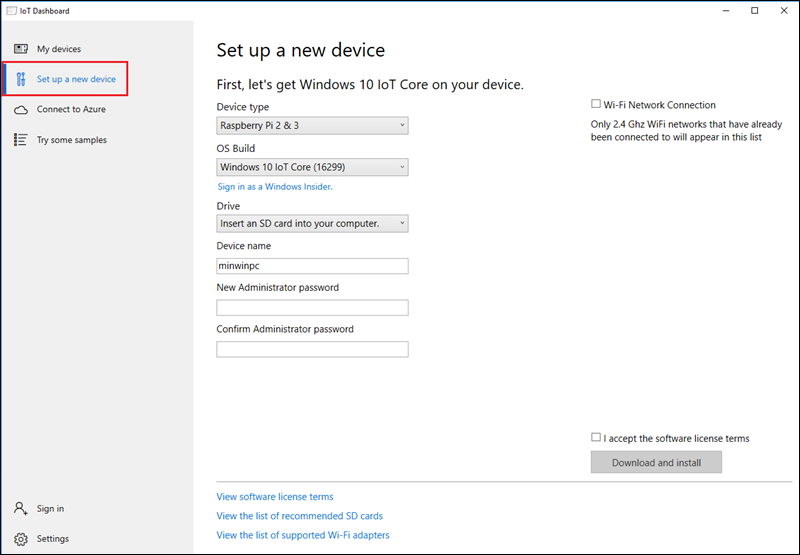 IoT Dashboard
My devices
Set up a new device
Connect to Azure
Try some samples
Sign in
Settings
Set up a new device
First, let's get Windows 10 IoT Core on your device.
Device type
Raspberry Pi 2 & 3
OS Build
Windows 10 IoT Core (16299)
Sign in as a Windows Insider.
Drive
Insert an SD card into your computer.
Device name
minwinpc
New Administrator password
Confirm Administrator password
Wi-Fi Network Connection
Only 2.4 Ghz WiFi networks that have already
been connected to will appear in this list
I accept the software license terms
Download and install
View software license terms
View the list of recommended SD cards
View the list of supported Wi-Fi adapters